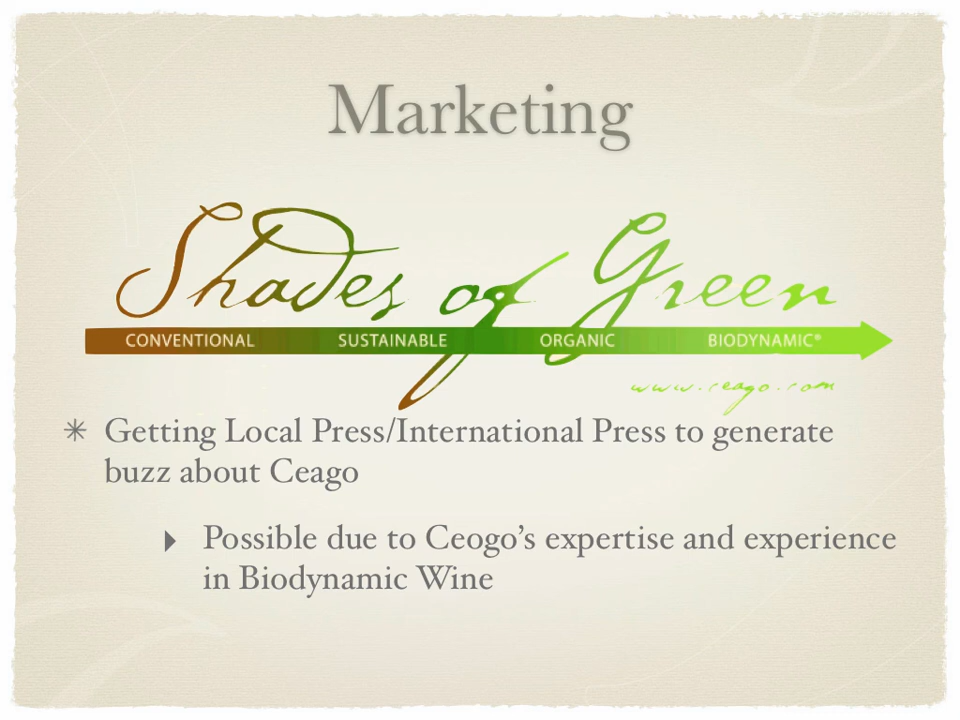 Marketing
Shades of Green
CONVENTIONAL SUSTAINABLE ORGANIC BIODYNAMIC®
www.ceago.com
Getting Local Press/International Press to generate
buzz about Ceago
Possible due to Ceogo’s expertise and experience
in Biodynamic Wine